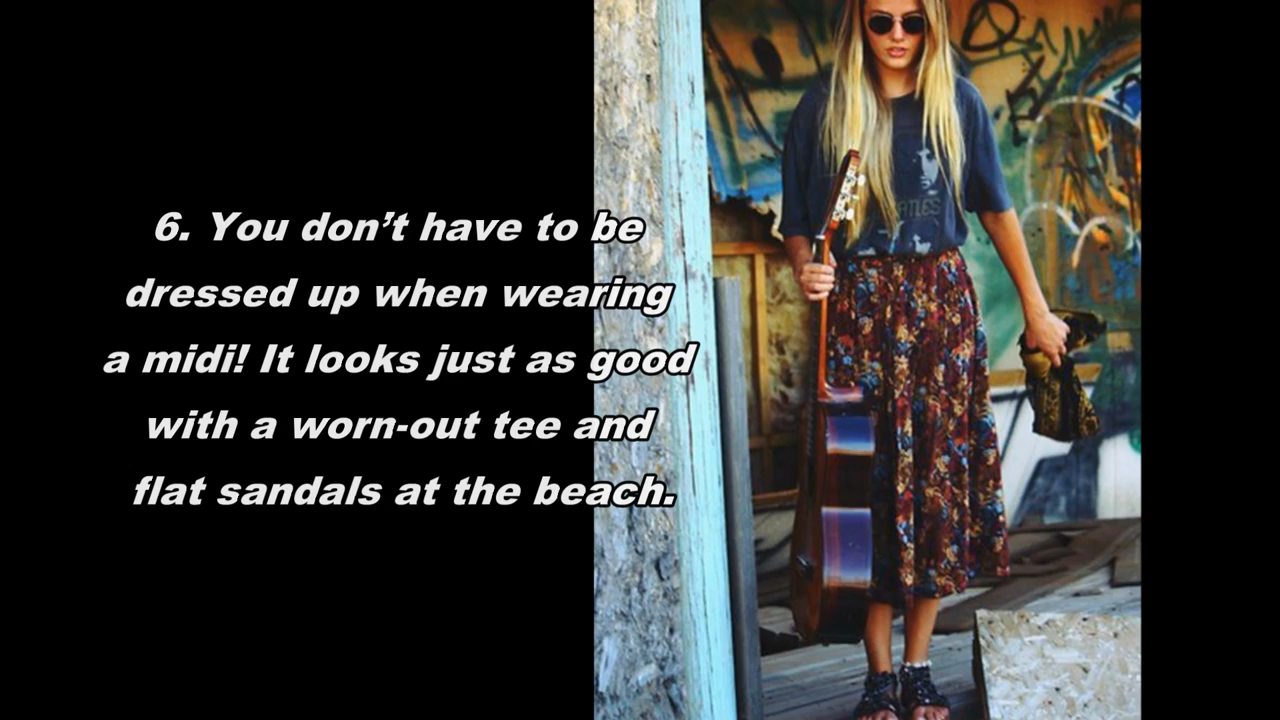 6. You don’t have to be
dressed up when wearing
a midi! It looks just as good
with a worn-out tee and
flat sandals at the beach.